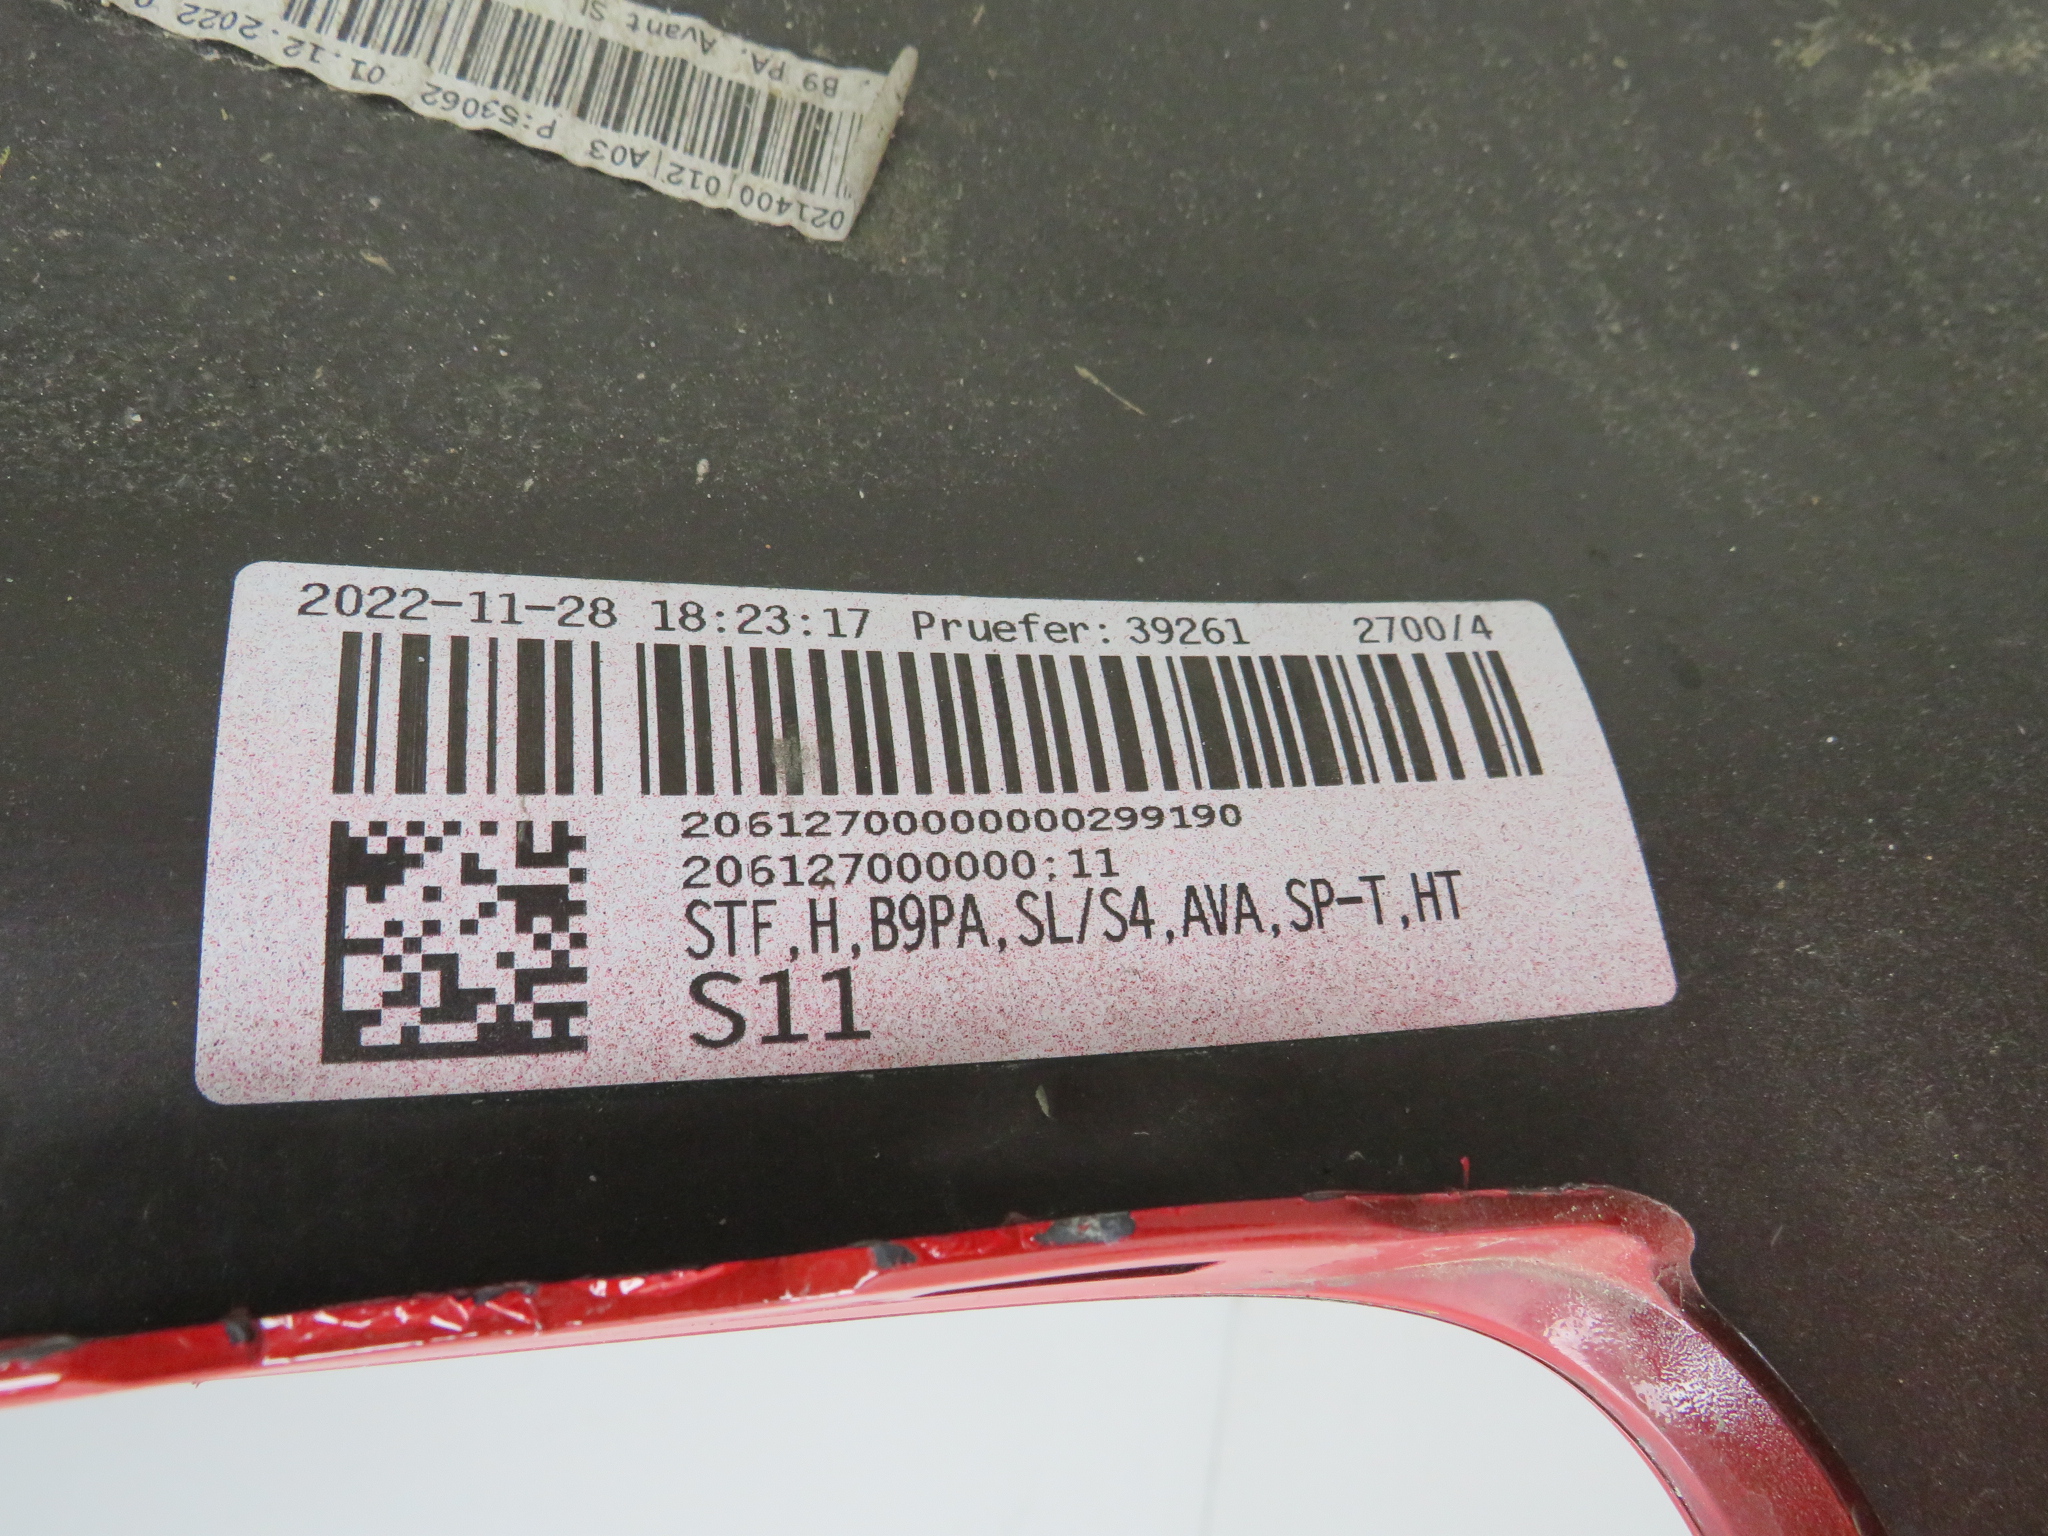 021400|012|A03 P:53062 01.12.2022
B9 PA, Avant
2022-11-28 18:23:17 Pruefer:39261 2700/4
20612700000000299190
206127000000:11
STF,H,B9PA,SL/S4,AVA,SP-T,HT
S11